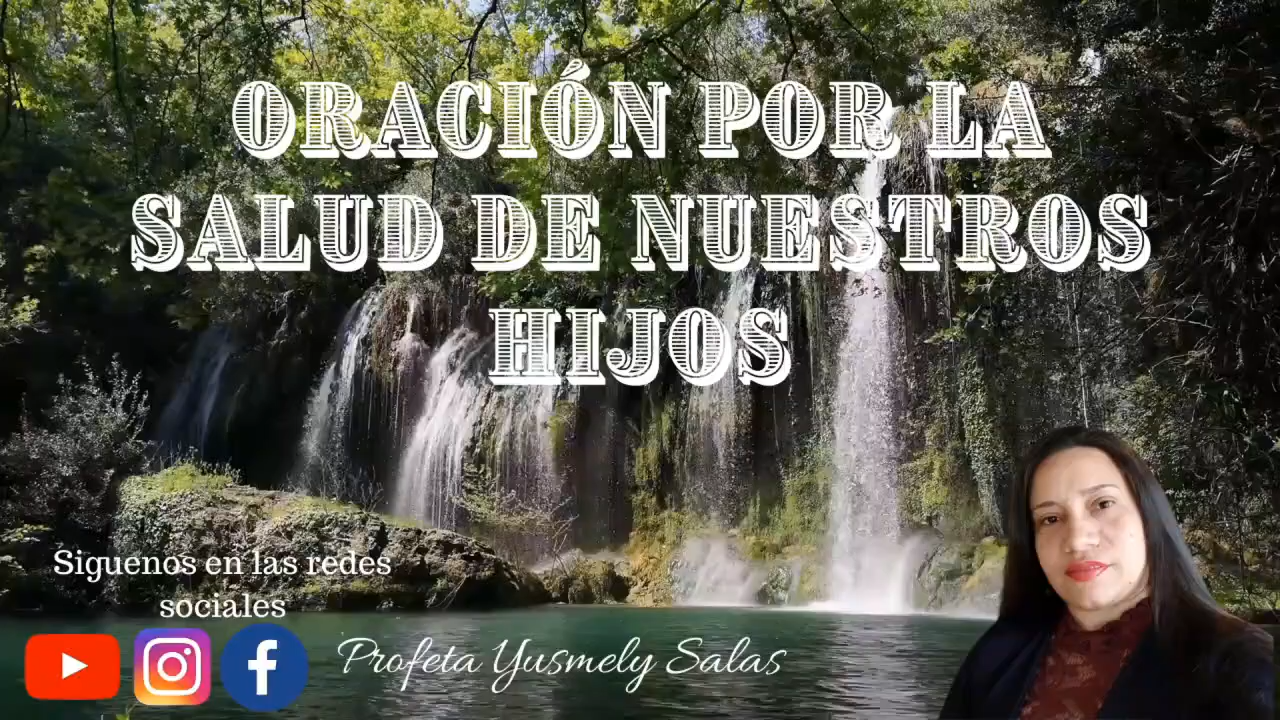 ORACIÓN POR LA
SALUD DE NUESTROS
HIJOS
Siguenos en las redes
sociales
Profeta Yusmely Salas